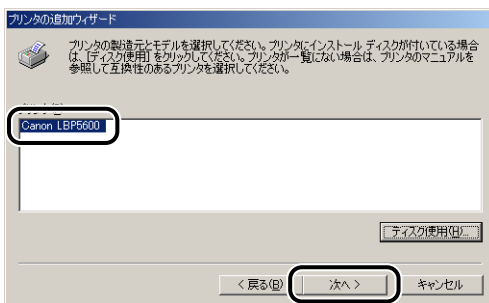 プリンタの追加ウィザード
プリンタの製造元とモデルを選択してください。プリンタにインストール ディスクが付いている場合
は、[ディスク使用] をクリックしてください。プリンタが一覧にない場合は、プリンタのマニュアルを
参照して互換性のあるプリンタを選択してください。
Canon LBP5600
ディスク使用(H)...
< 戻る(B)
次へ >
キャンセル